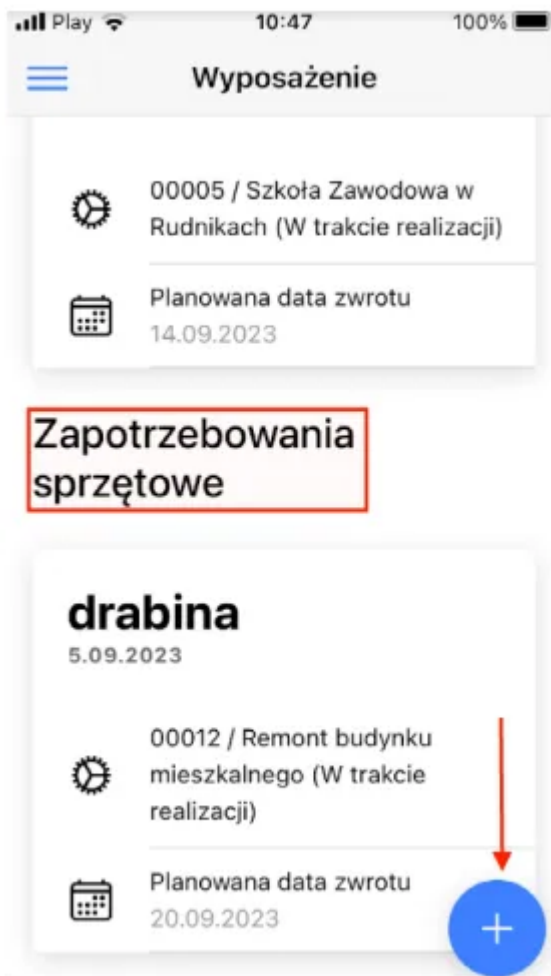 Play 10:47 100%
Wyposażenie
00005 / Szkoła Zawodowa w
Rudnikach (W trakcie realizacji)
Planowana data zwrotu
14.09.2023
Zapotrzebowania
sprzętowe
drabina
5.09.2023
00012 / Remont budynku
mieszkalnego (W trakcie
realizacji)
Planowana data zwrotu
20.09.2023
+